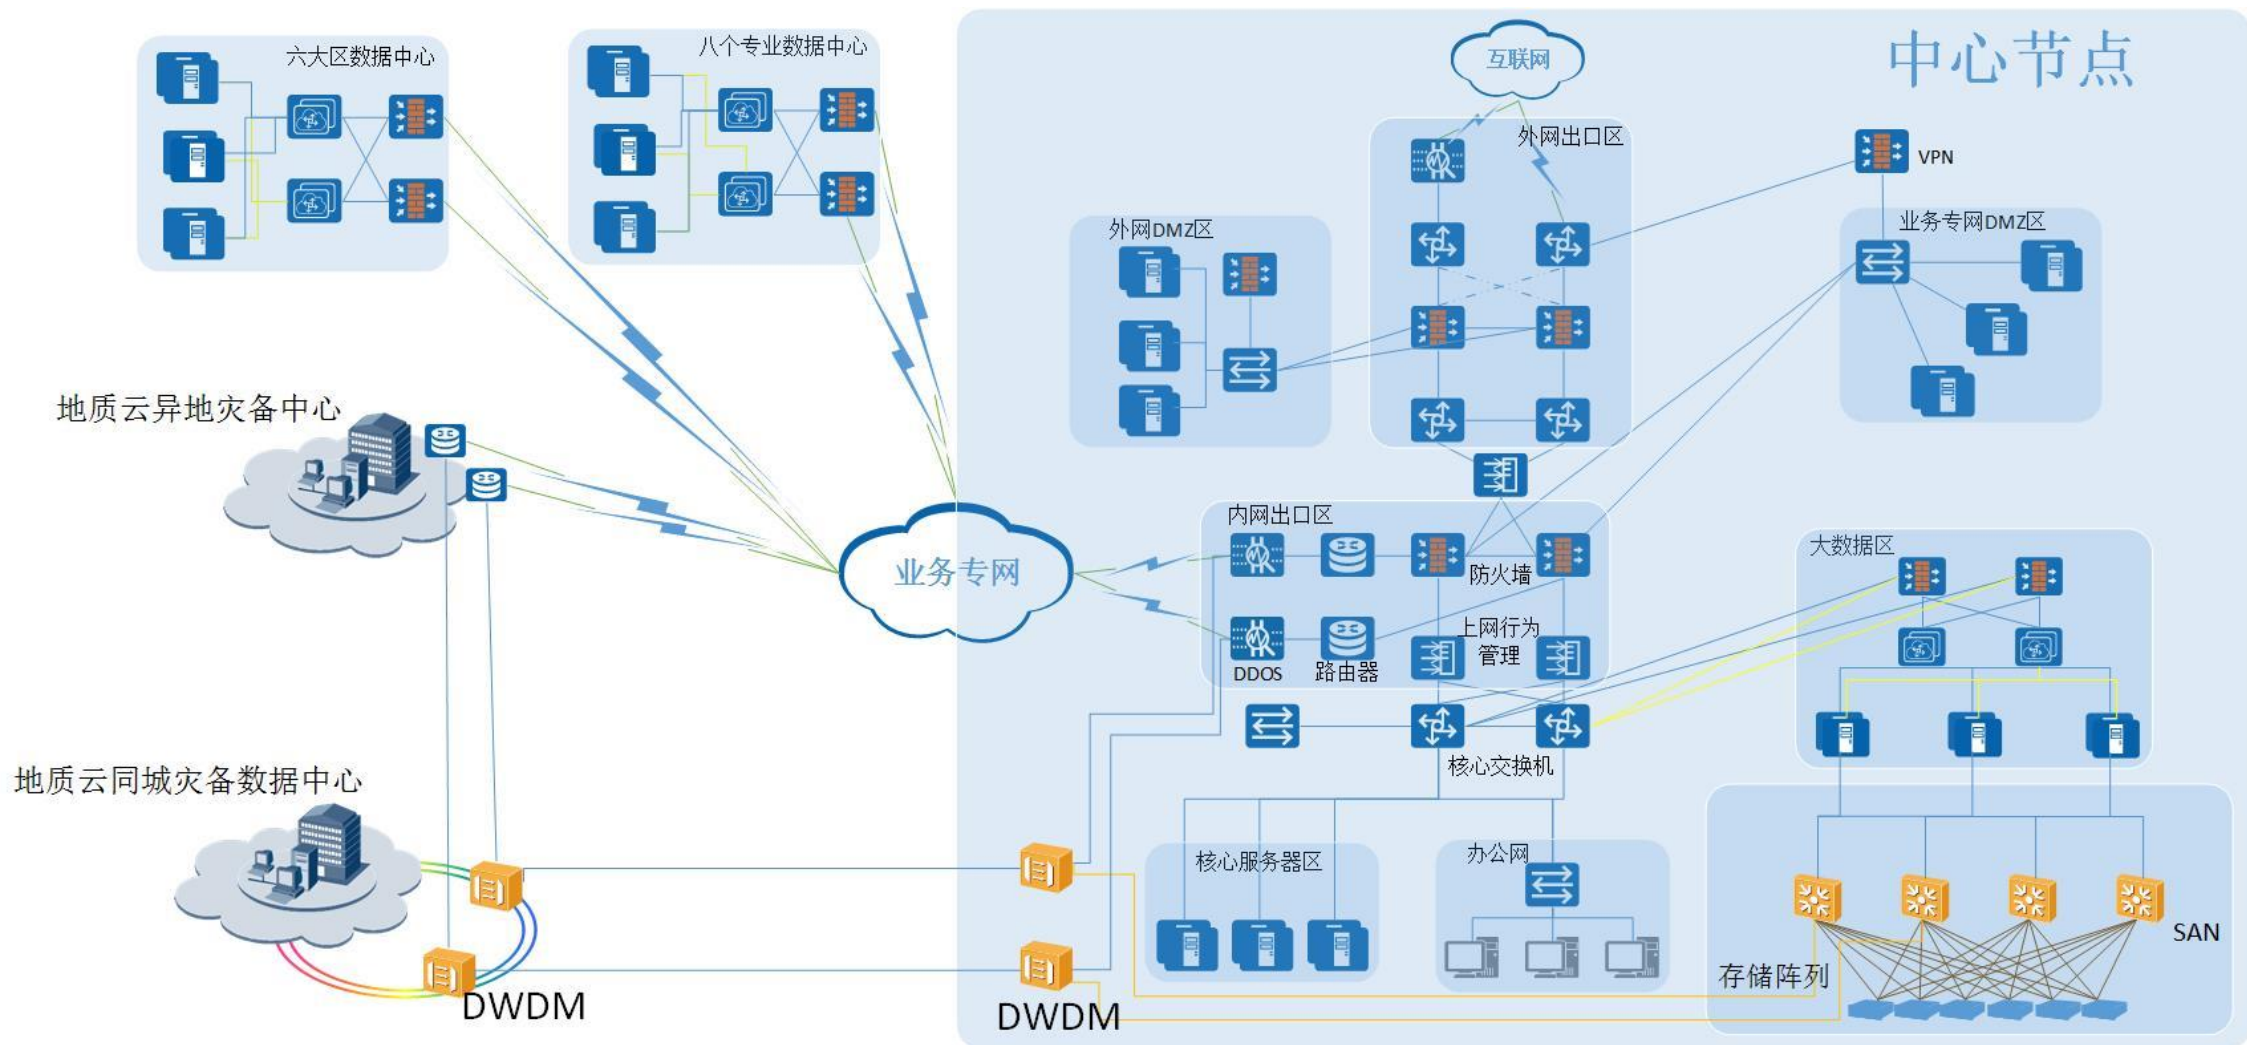 六大区数据中心
八个专业数据中心
互联网
中心节点
外网出口区
VPN
外网DMZ区
业务专网DMZ区
地质云异地灾备中心
内网出口区
大数据区
业务专网
防火墙
上网行为
管理
DDOS
路由器
核心交换机
地质云同城灾备数据中心
核心服务器区
办公网
SAN
存储阵列
DWDM
DWDM